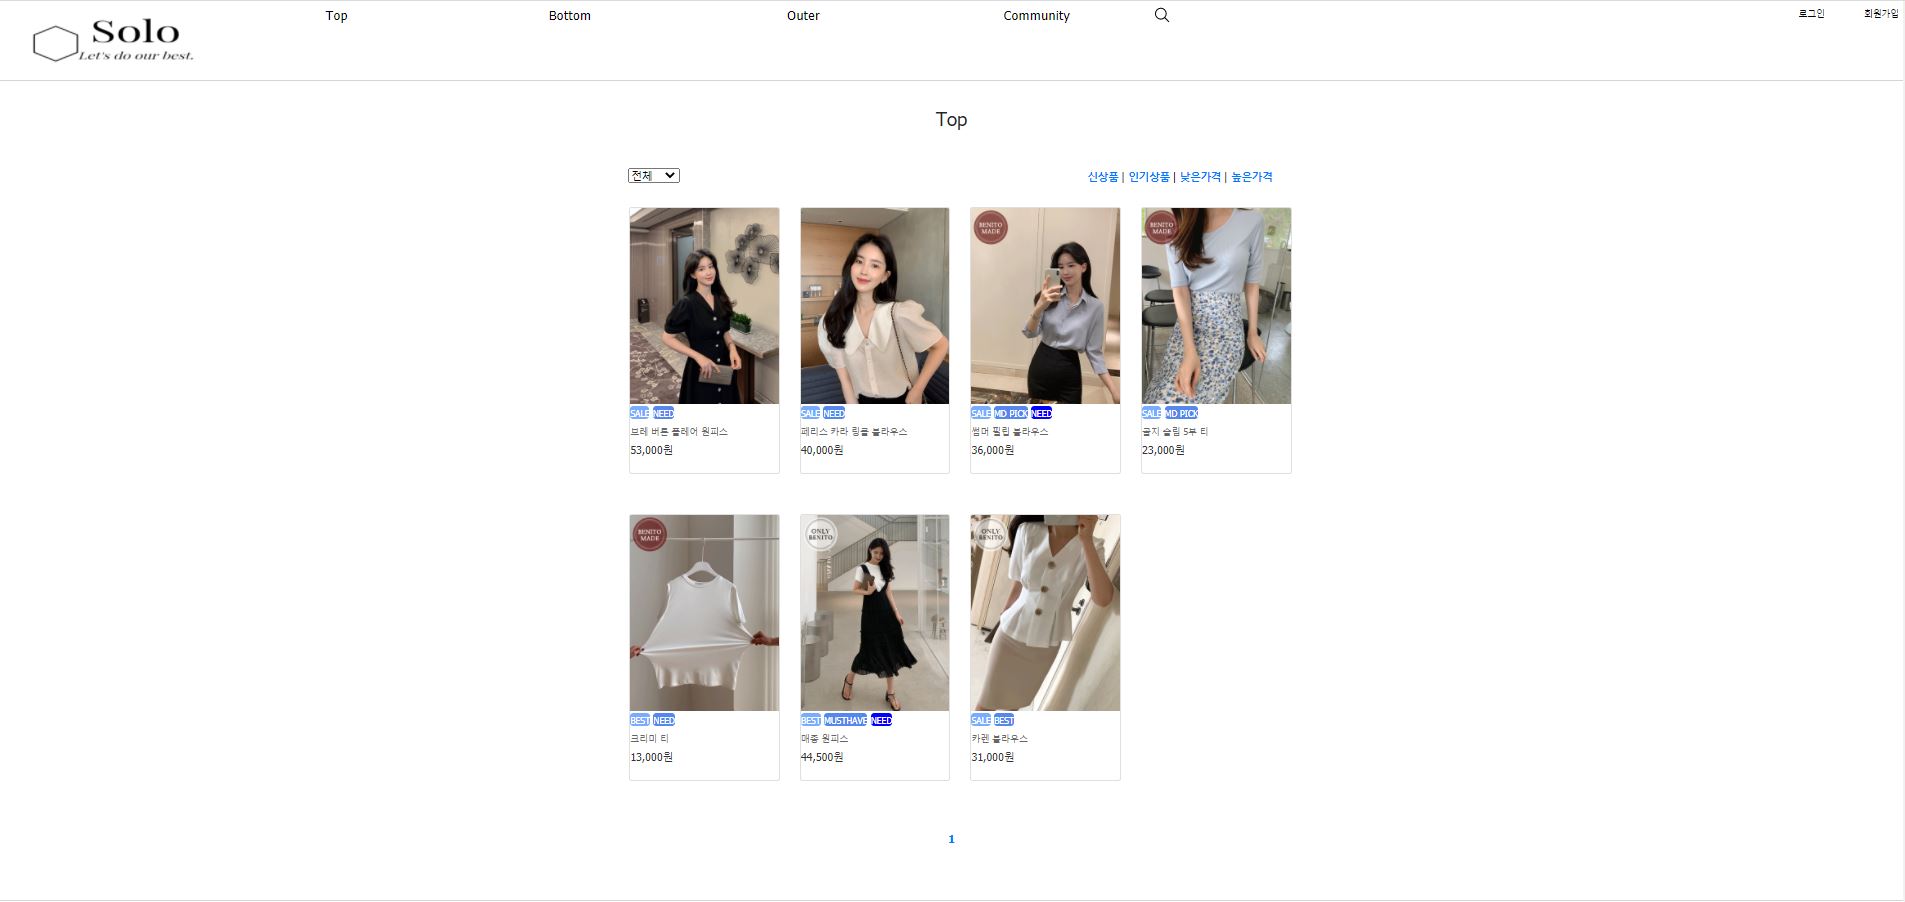 Solo
Let's do our best.
Top Bottom Outer Community
로그인 회원가입
Top
전체
신상품 | 인기상품 | 낮은가격 | 높은가격
BENITO MADE
BENITO MADE
SALE NEED
브레 버튼 플레어 원피스
53,000원
SALE NEED
페리스 카라 링클 블라우스
40,000원
SALE MD PICK NEED
썸머 필립 블라우스
36,000원
SALE MD PICK
골지 슬림 5부 티
23,000원
BENITO MADE
ONLY BENITO
ONLY BENITO
BEST NEED
크리미 티
13,000원
BEST MUSTHAVE NEED
매종 원피스
44,500원
SALE BEST
카렌 블라우스
31,000원
1